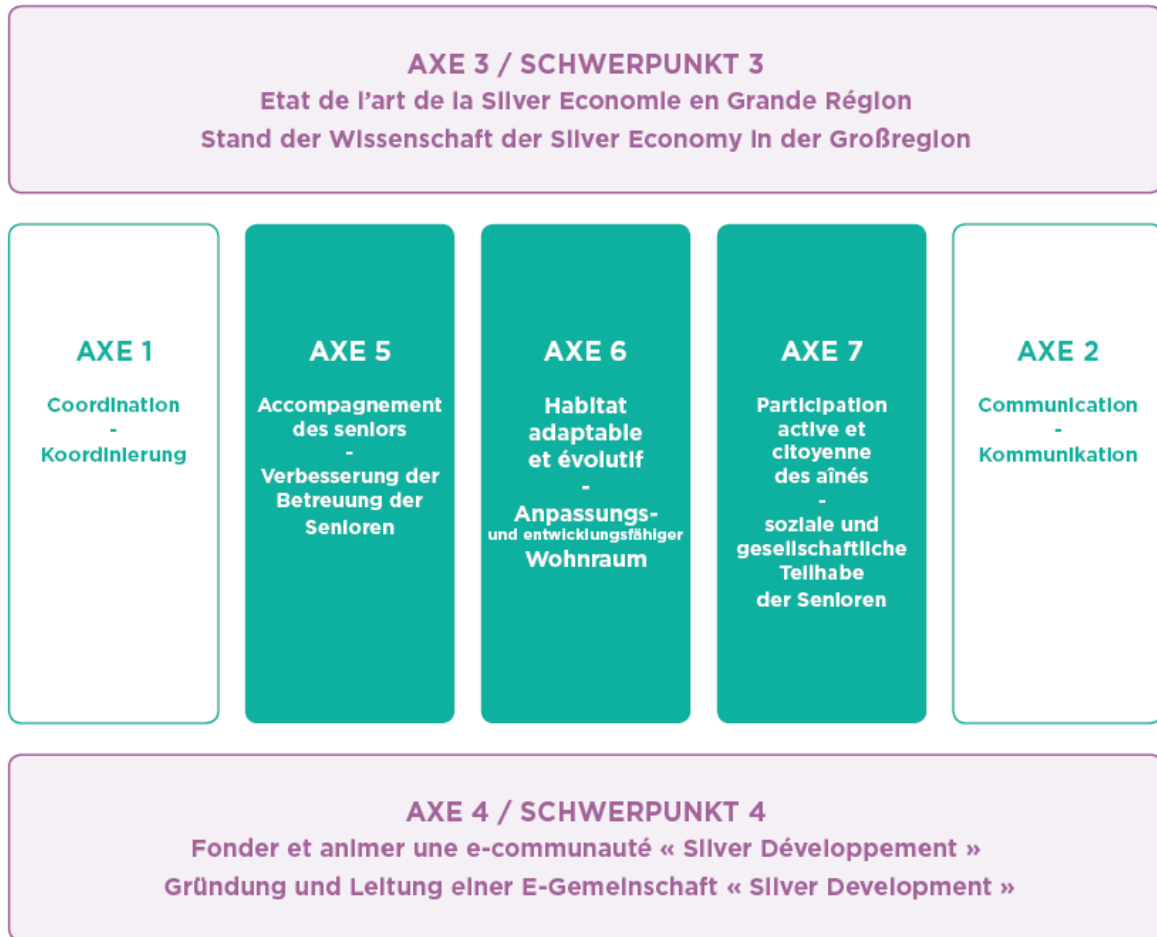 AXE 3 / SCHWERPUNKT 3
Etat de l'art de la Silver Economie en Grande Région
Stand der Wissenschaft der Silver Economy in der Großregion
AXE 1
Coordination
-
Koordinierung
AXE 5
Accompagnement
des seniors
-
Verbesserung der
Betreuung der
Senioren
AXE 6
Habitat
adaptable
et évolutif
-
Anpassungs-
und entwicklungsfähiger
Wohnraum
AXE 7
Participation
active et
citoyenne
des aînés
-
soziale und
gesellschaftliche
Teilhabe
der Senioren
AXE 2
Communication
-
Kommunikation
AXE 4 / SCHWERPUNKT 4
Fonder et animer une e-communauté « Silver Développement »
Gründung und Leitung einer E-Gemeinschaft « Silver Development »